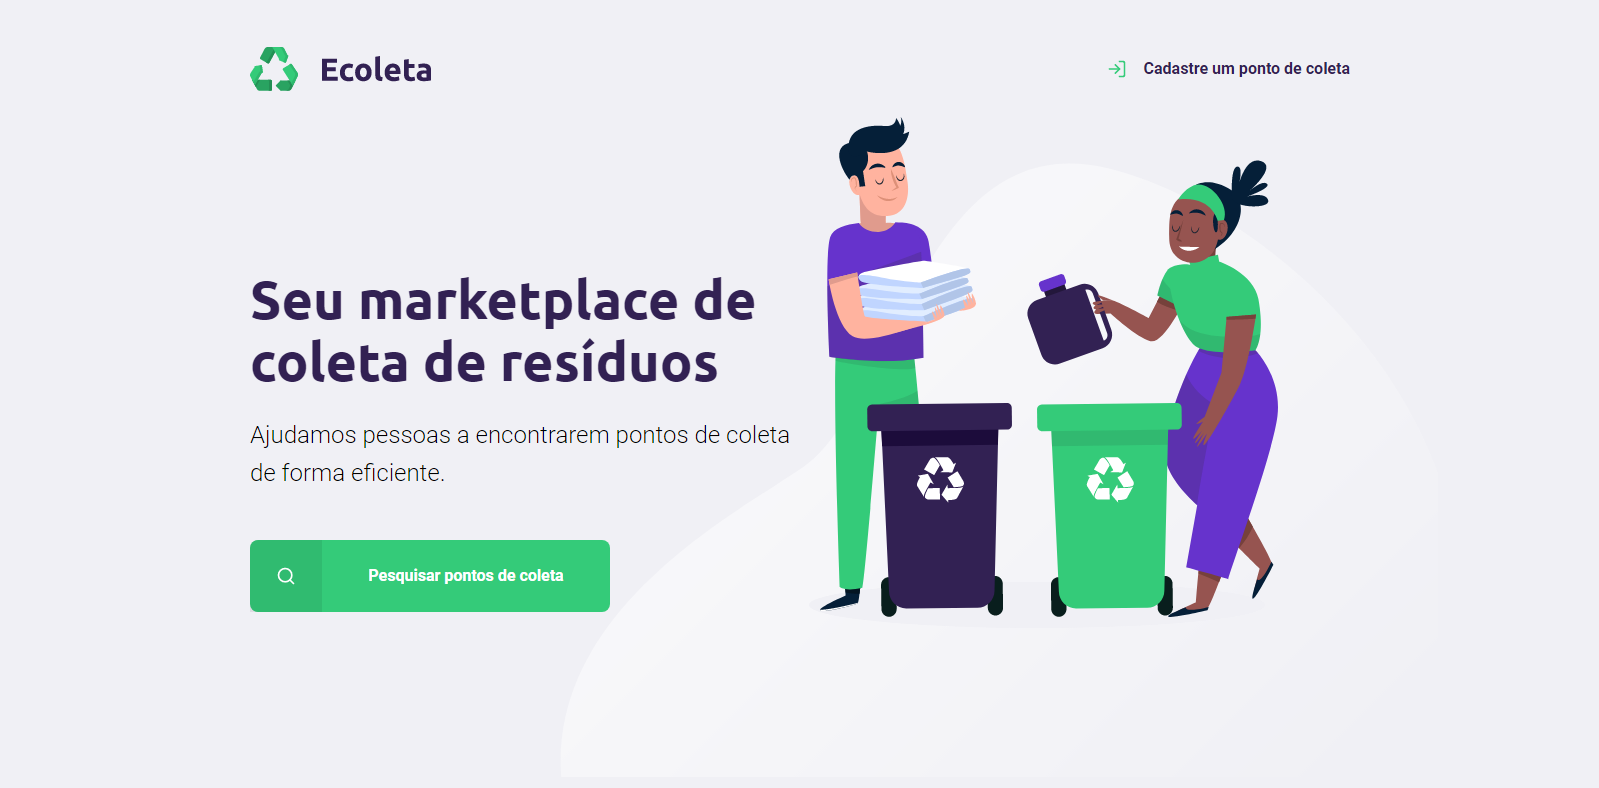 Ecoleta
Cadastre um ponto de coleta
Seu marketplace de
coleta de resíduos
Ajudamos pessoas a encontrarem pontos de coleta
de forma eficiente.
Pesquisar pontos de coleta